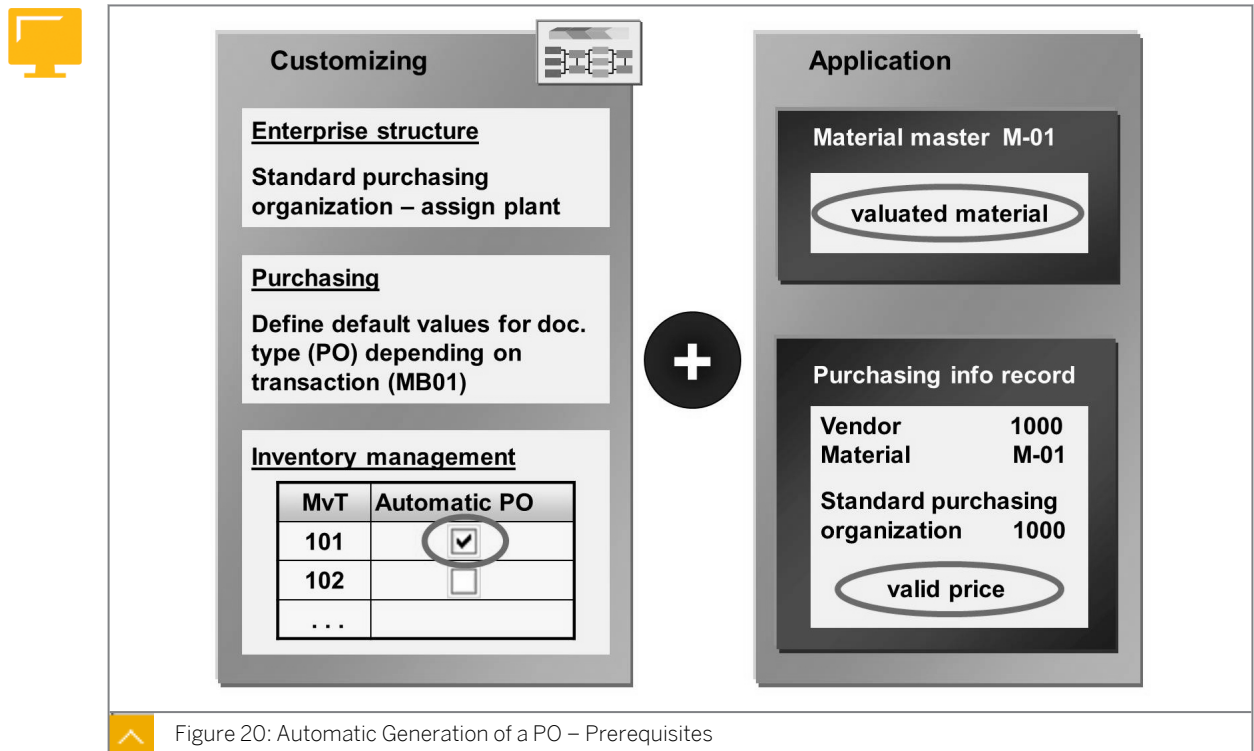 Customizing
Enterprise structure
Standard purchasing
organization – assign plant
Purchasing
Define default values for doc.
type (PO) depending on
transaction (MB01)
Inventory management
MvT Automatic PO
101
102
. . .
Application
Material master M-01
valuated material
Purchasing info record
Vendor 1000
Material M-01
Standard purchasing
organization 1000
valid price
Figure 20: Automatic Generation of a PO – Prerequisites